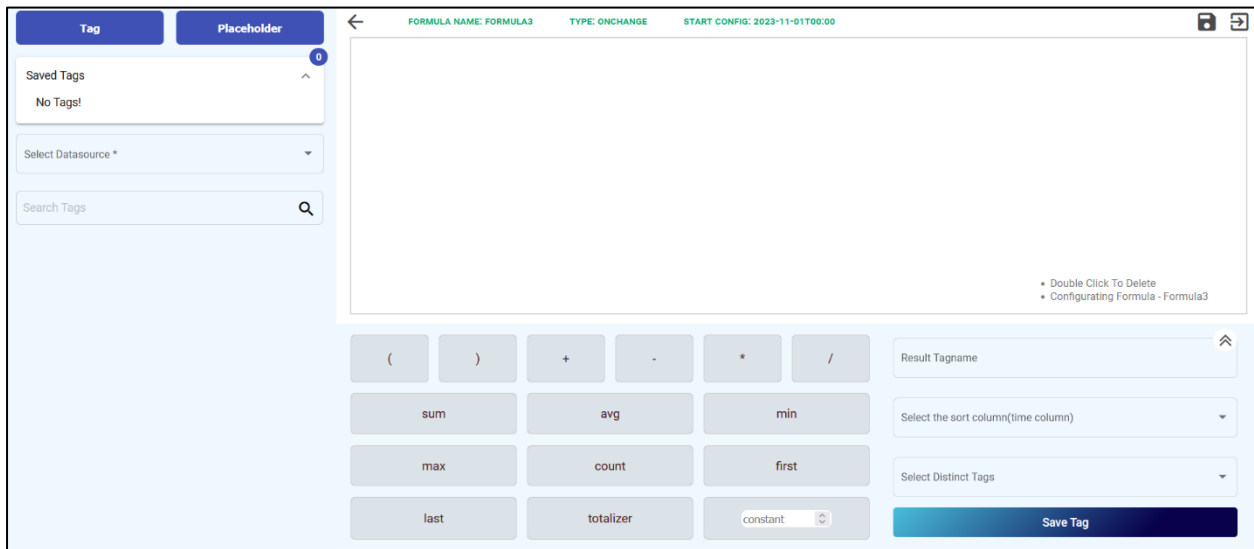 Tag
Placeholder
0
Saved Tags
No Tags!
Select Datasource *
Search Tags
FORMULA NAME: FORMULA3 TYPE: ONCHANGE START CONFIG: 2023-11-01T00:00
• Double Click To Delete
• Configurating Formula - Formula3
( ) + - * /
sum avg min
max count first
last totalizer constant
Result Tagname
Select the sort column(time column)
Select Distinct Tags
Save Tag